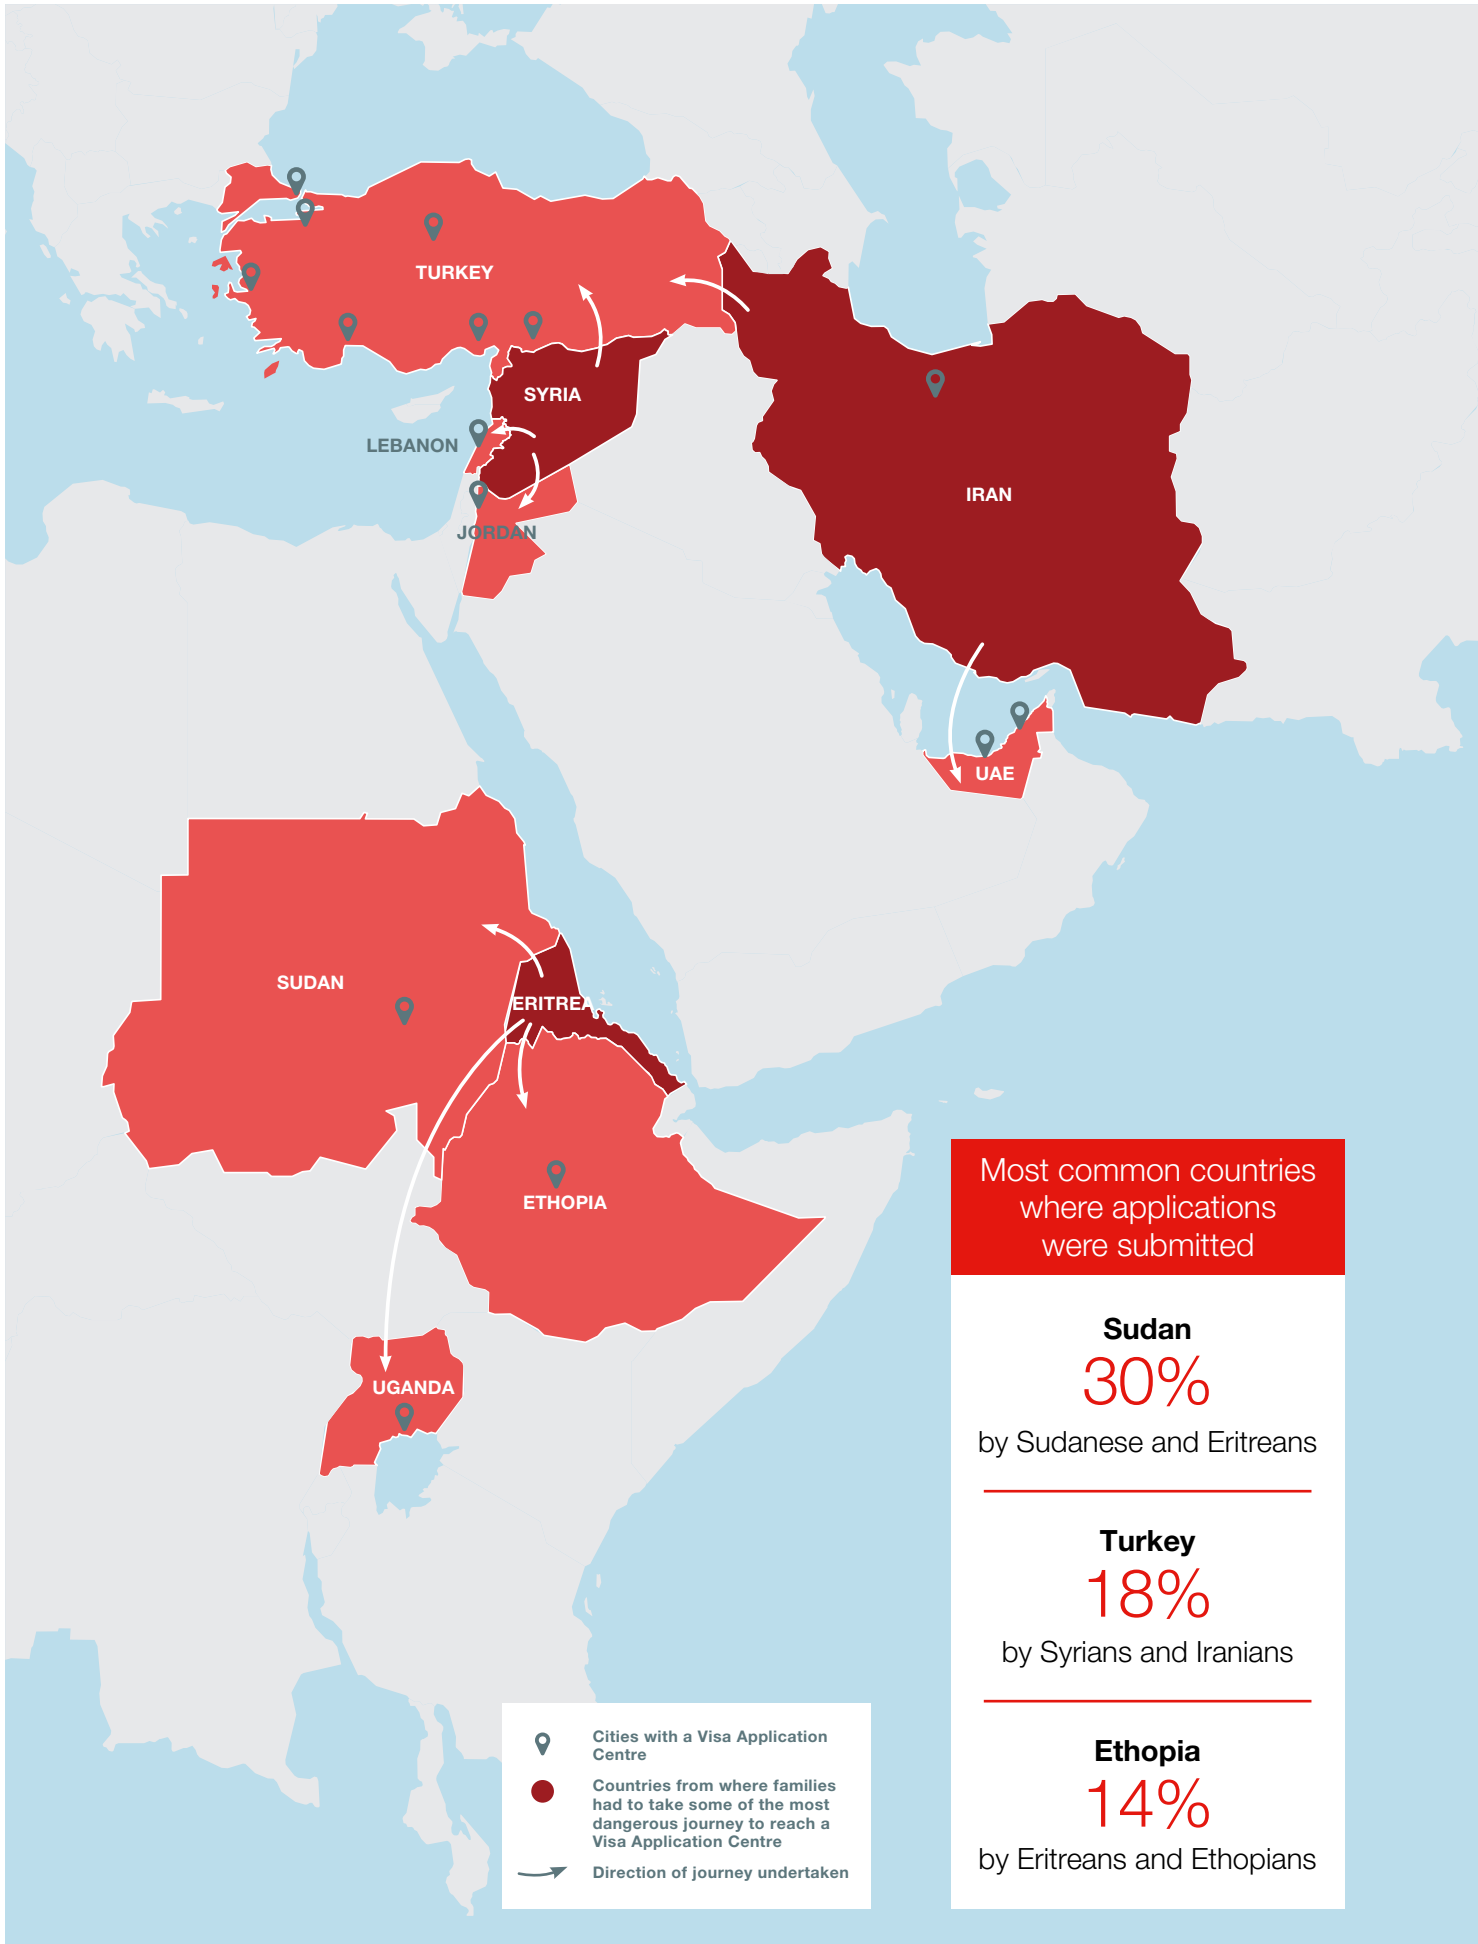 TURKEY
SYRIA
LEBANON
IRAN
JORDAN
UAE
SUDAN
ERITREA
ETHOPIA
UGANDA
Most common countries
where applications
were submitted
Sudan
30%
by Sudanese and Eritreans
Turkey
18%
by Syrians and Iranians
Ethopia
14%
by Eritreans and Ethopians
Cities with a Visa Application
Centre
Countries from where families
had to take some of the most
dangerous journey to reach a
Visa Application Centre
Direction of journey undertaken